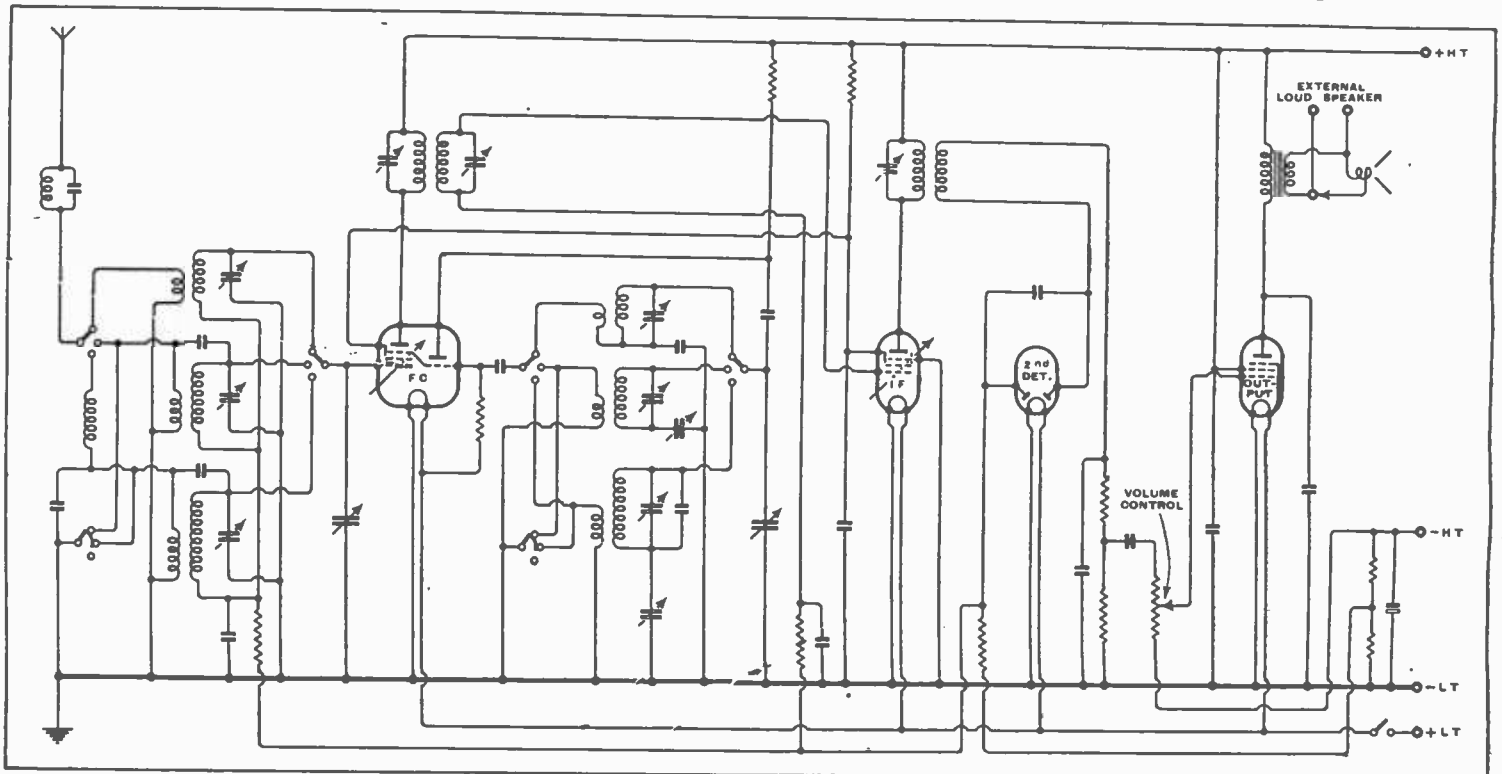 +HT
EXTERNAL
LOUD SPEAKER
FC
IF
2nd
DET.
OUT-
PUT
VOLUME
CONTROL
-HT
-LT
+LT